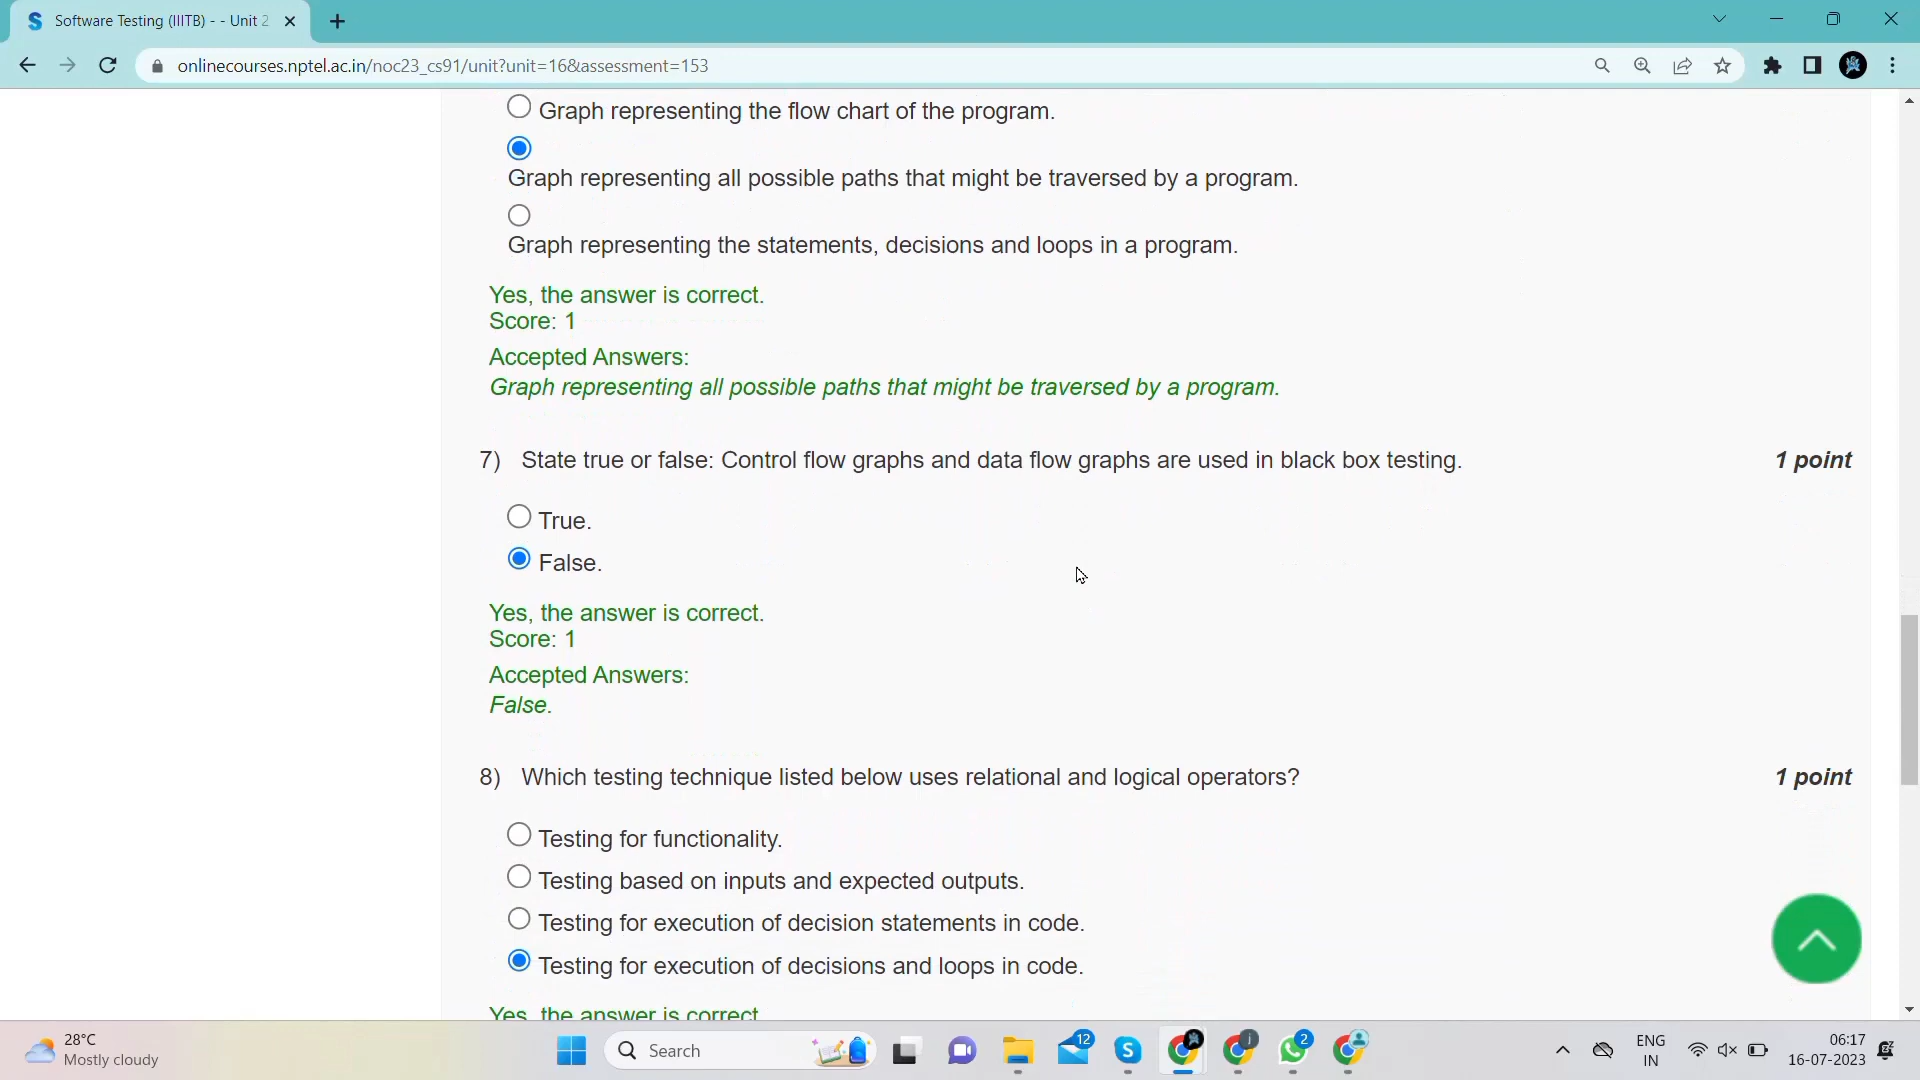 Software Testing (IIITB) - - Unit 2
onlinecourses.nptel.ac.in/noc23_cs91/unit?unit=16&assessment=153
Graph representing the flow chart of the program.
Graph representing all possible paths that might be traversed by a program.
Graph representing the statements, decisions and loops in a program.
Yes, the answer is correct.
Score: 1
Accepted Answers:
Graph representing all possible paths that might be traversed by a program.
7) State true or false: Control flow graphs and data flow graphs are used in black box testing. 1 point
True.
False.
Yes, the answer is correct.
Score: 1
Accepted Answers:
False.
8) Which testing technique listed below uses relational and logical operators? 1 point
Testing for functionality.
Testing based on inputs and expected outputs.
Testing for execution of decision statements in code.
Testing for execution of decisions and loops in code.
Yes, the answer is correct.
28°C
Mostly cloudy
Search
12
2
ENG
IN
06:17
16-07-2023